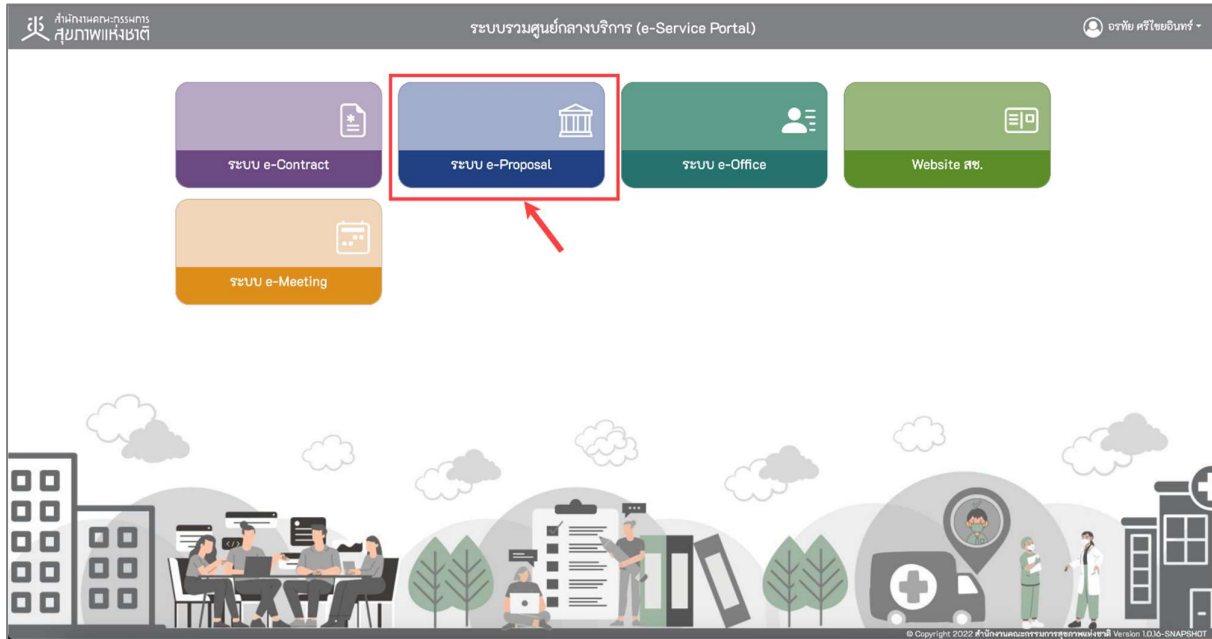 สำนักงานคณะกรรมการ
สุขภาพแห่งชาติ
ระบบรวมศูนย์กลางบริการ (e-Service Portal)
อรทัย ศรีไชยอินทร์
ระบบ e-Contract
ระบบ e-Proposal
ระบบ e-Office
Website สช.
ระบบ e-Meeting
© Copyright 2022 สำนักงานคณะกรรมการสุขภาพแห่งชาติ Version 1.0.16-SNAPSHOT